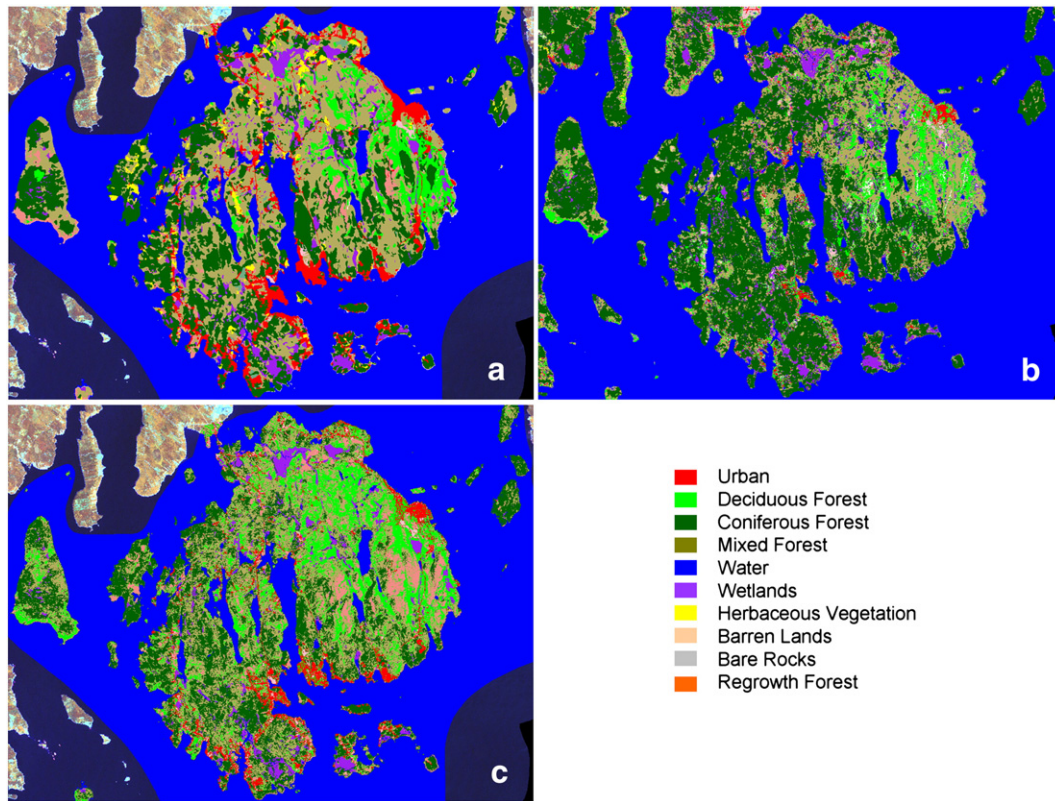 a
b
c
Urban
Deciduous Forest
Coniferous Forest
Mixed Forest
Water
Wetlands
Herbaceous Vegetation
Barren Lands
Bare Rocks
Regrowth Forest